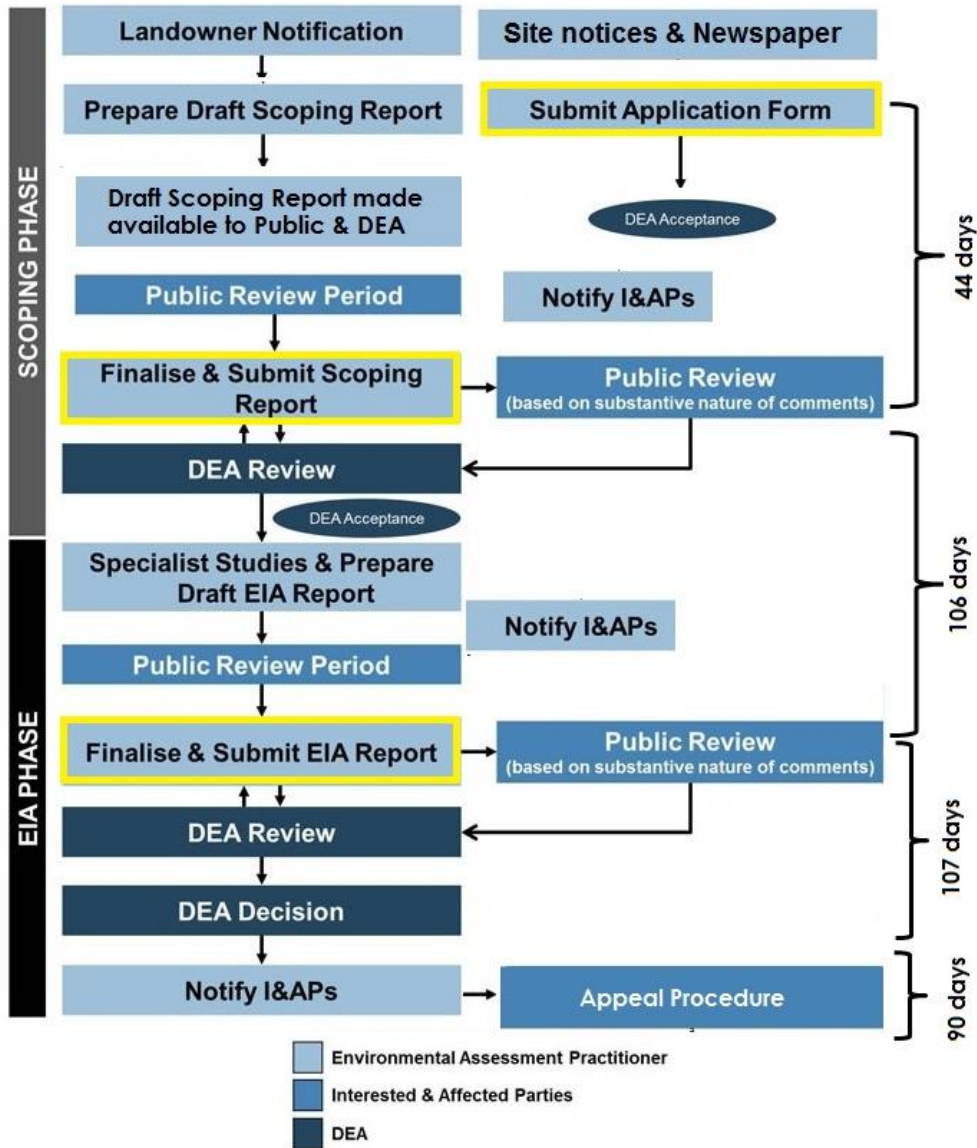 Landowner Notification
Site notices & Newspaper
Prepare Draft Scoping Report
Submit Application Form
Draft Scoping Report made
available to Public & DEA
DEA Acceptance
Public Review Period
Notify I&APs
Finalise & Submit Scoping
Report
Public Review
(based on substantive nature of comments)
DEA Review
DEA Acceptance
SCOPING PHASE
44 days
Specialist Studies & Prepare
Draft EIA Report
Notify I&APs
Public Review Period
Finalise & Submit EIA Report
Public Review
(based on substantive nature of comments)
DEA Review
DEA Decision
Notify I&APs
Appeal Procedure
EIA PHASE
106 days
107 days
90 days
Environmental Assessment Practitioner
Interested & Affected Parties
DEA